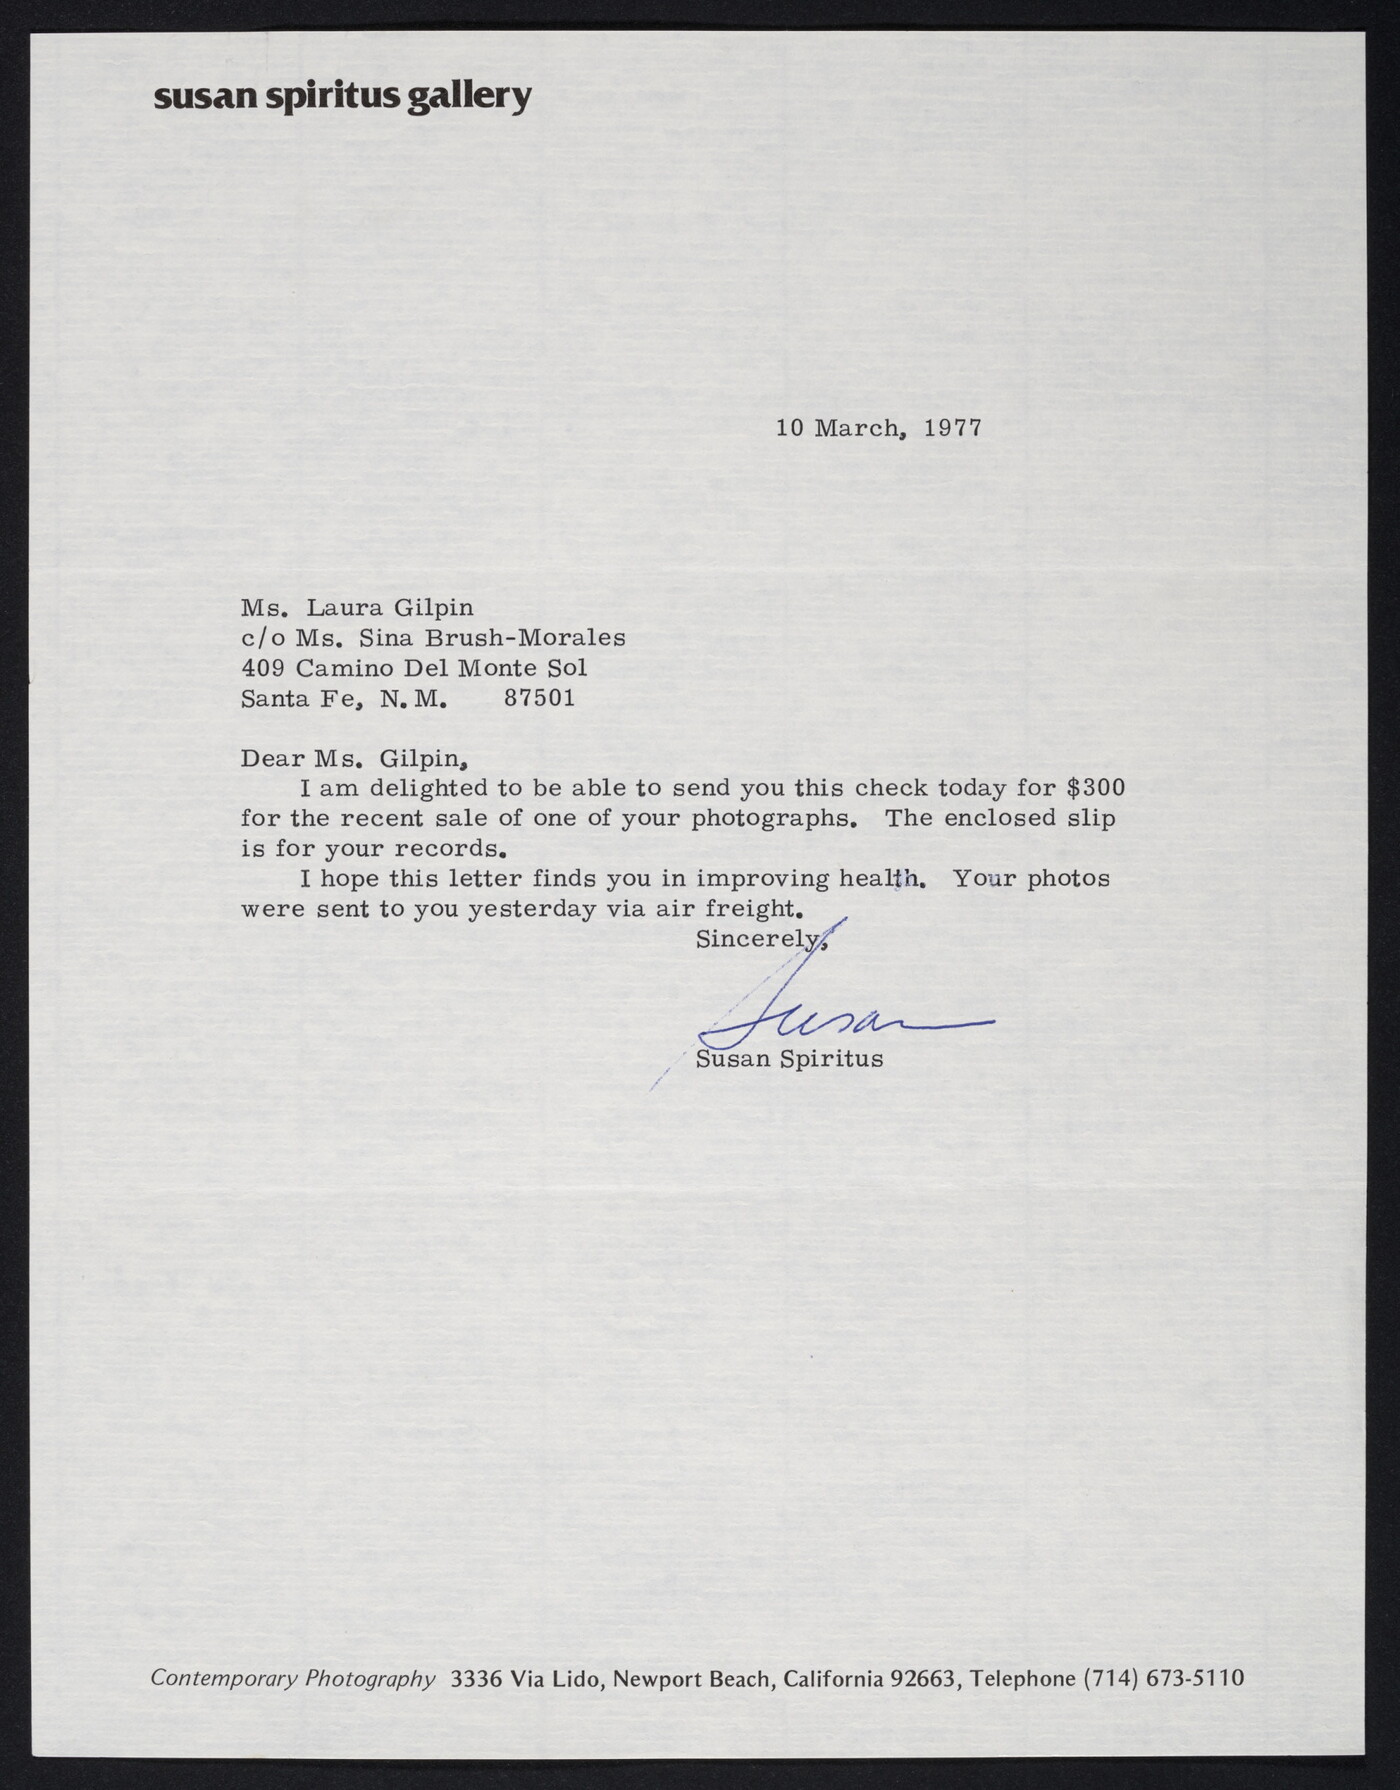 susan spiritus gallery
10 March, 1977
Ms. Laura Gilpin
c/o Ms. Sina Brush-Morales
409 Camino Del Monte Sol
Santa Fe, N.M. 87501
Dear Ms. Gilpin,
I am delighted to be able to send you this check today for $300
for the recent sale of one of your photographs. The enclosed slip
is for your records.
I hope this letter finds you in improving health. Your photos
were sent to you yesterday via air freight.
Sincerely,
Susan
Susan Spiritus
Contemporary Photography 3336 Via Lido, Newport Beach, California 92663, Telephone (714) 673-5110